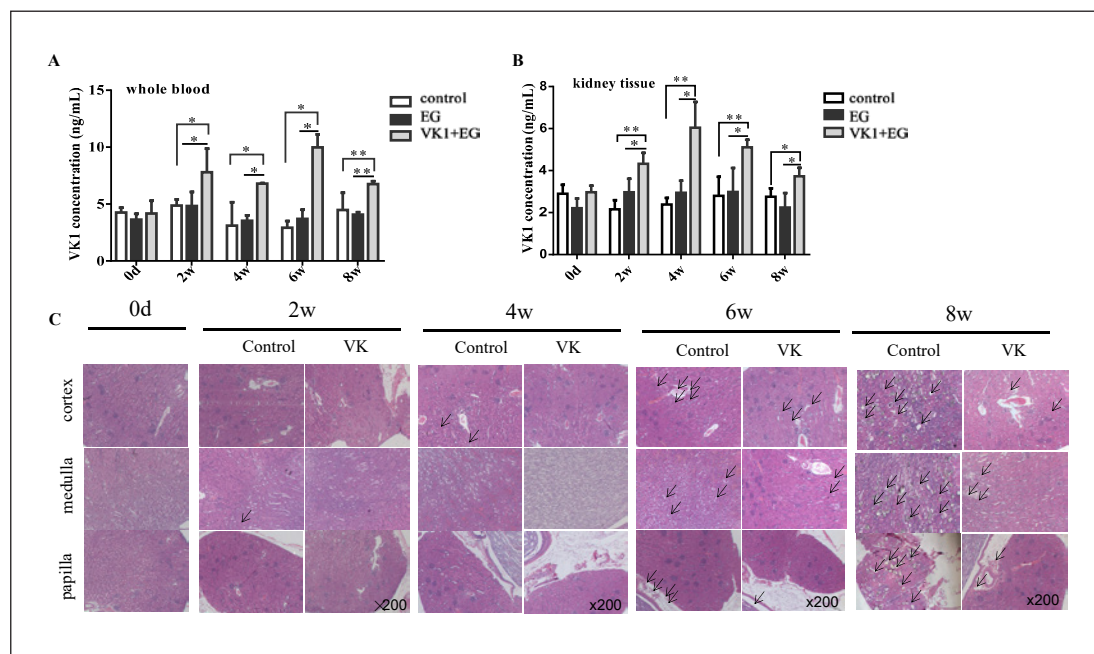 A
whole blood
VK1 concentration (ng/mL)
15
10
5
0
0d
2w
4w
6w
8w
*
*
*
*
*
*
**
**
control
EG
VK1+EG
B
kidney tissue
VK1 concentration (ng/mL)
8
6
4
2
0
0d
2w
4w
6w
8w
**
*
**
*
**
*
*
*
control
EG
VK1+EG
C
0d 2w 4w 6w 8w
Control VK Control VK Control VK Control VK
cortex
medulla
papilla
×200 x200 x200 x200